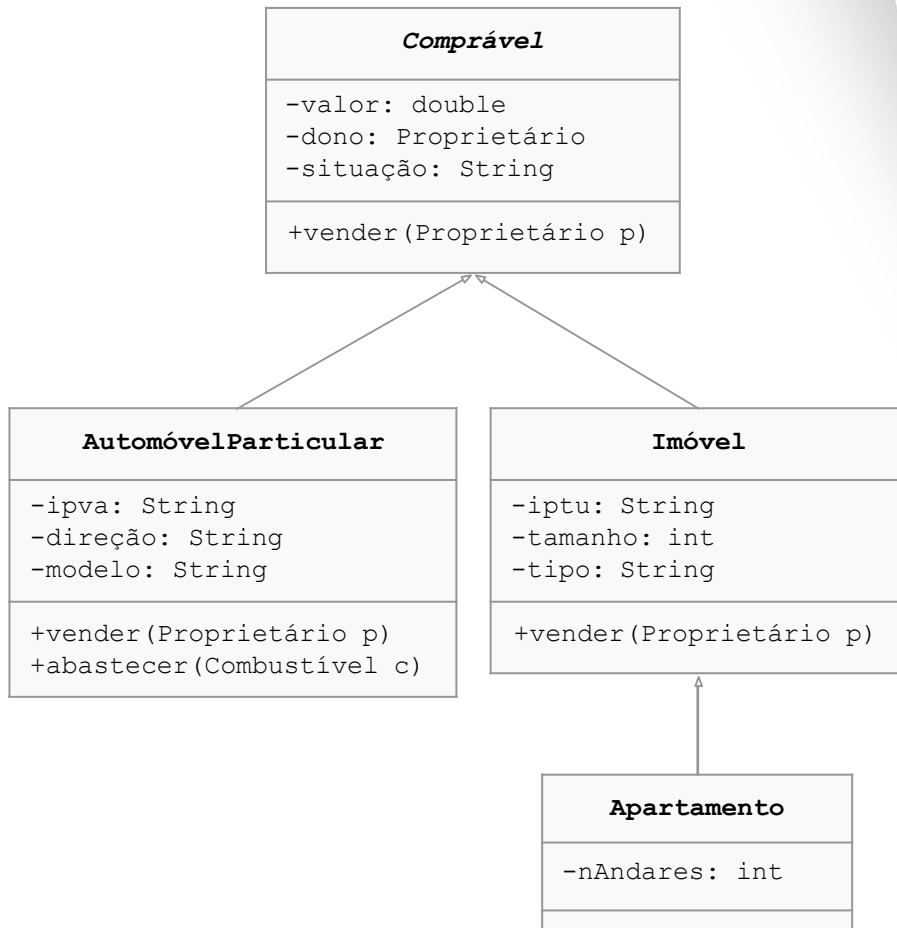 Comprável
-valor: double
-dono: Proprietário
-situação: String
+vender(Proprietário p)
AutomóvelParticular
-ipva: String
-direção: String
-modelo: String
+vender(Proprietário p)
+abastecer(Combustível c)
Imóvel
-iptu: String
-tamanho: int
-tipo: String
+vender(Proprietário p)
Apartamento
-nAndares: int